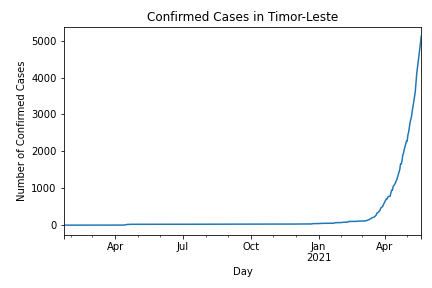 Confirmed Cases in Timor-Leste
Number of Confirmed Cases
5000
4000
3000
2000
1000
0
Apr
Jul
Oct
Jan
2021
Apr
Day